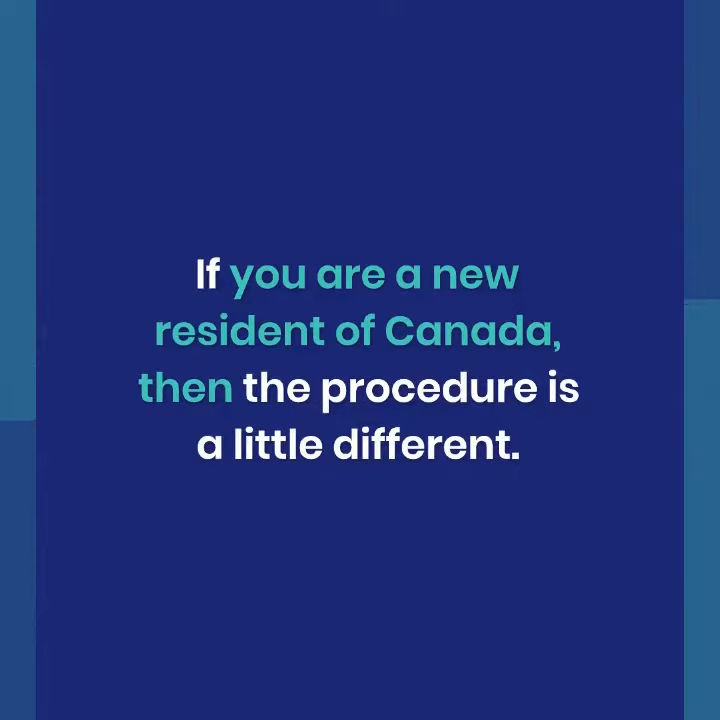 If you are a new
resident of Canada,
then the procedure is
a little different.